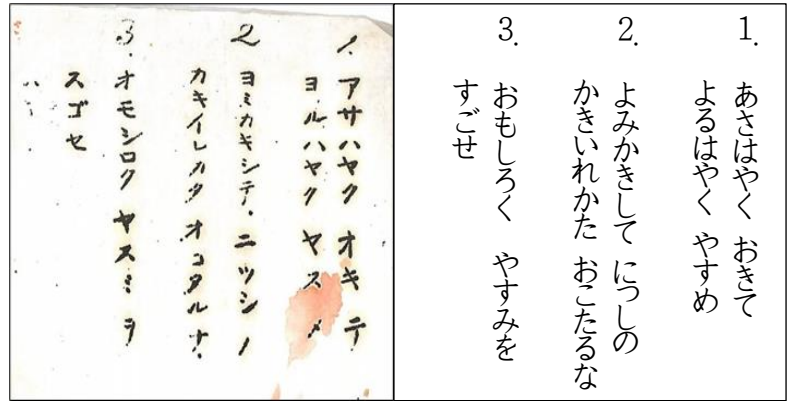 1. あさはやく おきて
よるはやく やすめ
2. よみかきして にっしの
かきいれかた おこたるな
3. おもしろく やすみを
すごせ
1. アサハヤク オキテ
ヨルハヤク ヤスメ
2 ヨミカキシテ. ニツシノ
カキイレカタ オコタルナ.
3. オモシロク ヤスミヲ
スゴセ